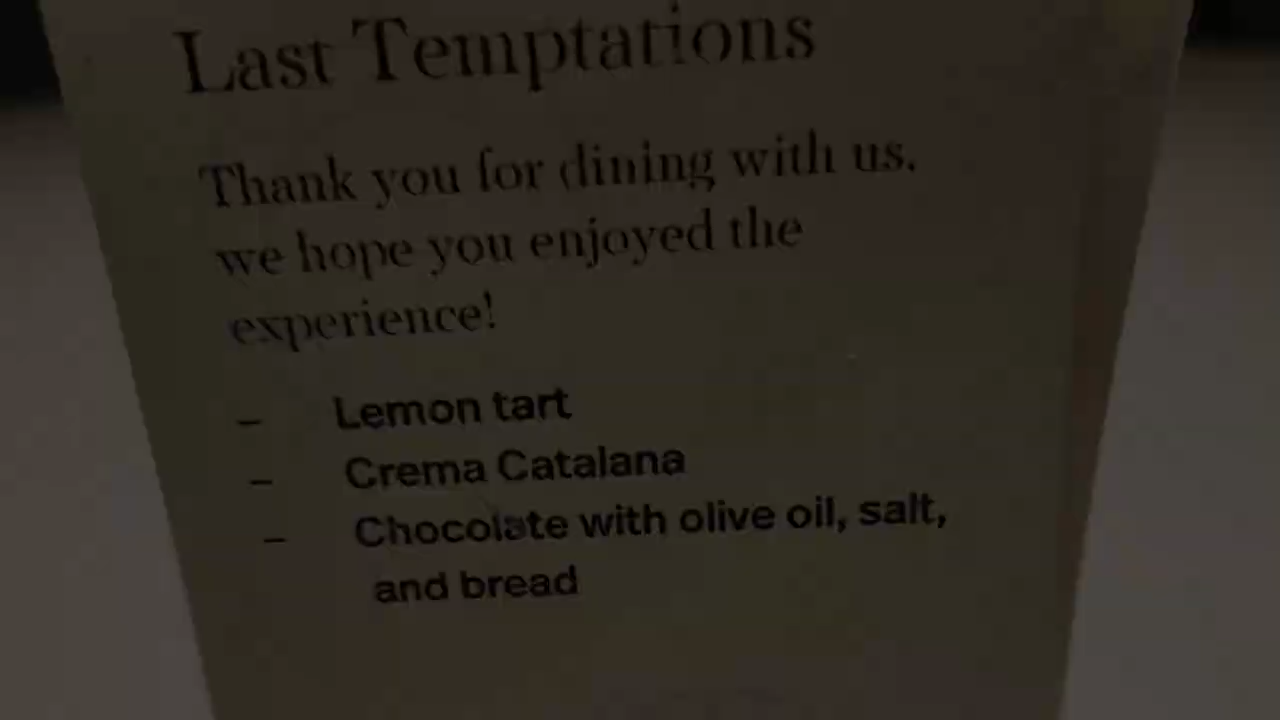 Last Temptations
Thank you for dining with us,
we hope you enjoyed the
experience!
– Lemon tart
– Crema Catalana
– Chocolate with olive oil, salt,
and bread